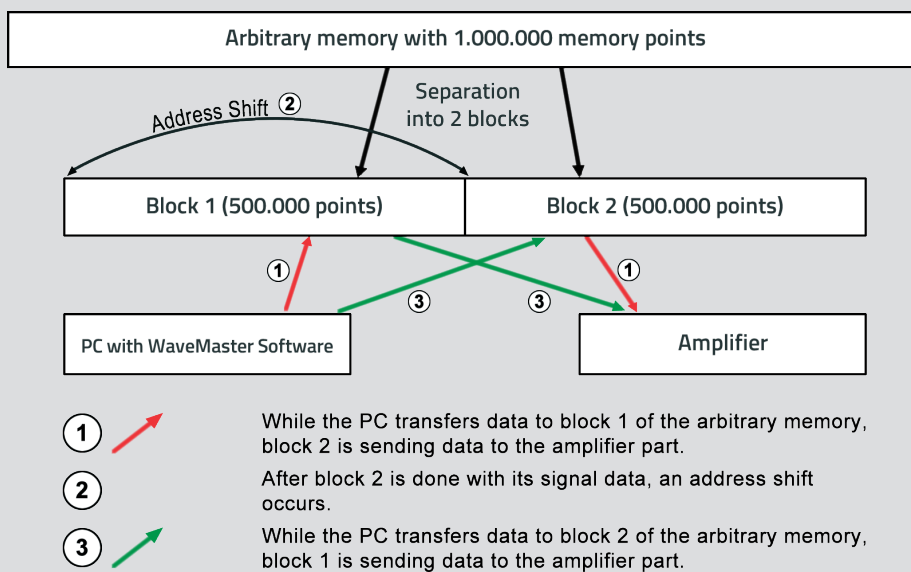 Arbitrary memory with 1.000.000 memory points
Separation
into 2 blocks
Address Shift 2
Block 1 (500.000 points)
Block 2 (500.000 points)
1
1
3
3
PC with WaveMaster Software
Amplifier
1
While the PC transfers data to block 1 of the arbitrary memory,
block 2 is sending data to the amplifier part.
2
After block 2 is done with its signal data, an address shift
occurs.
3
While the PC transfers data to block 2 of the arbitrary memory,
block 1 is sending data to the amplifier part.